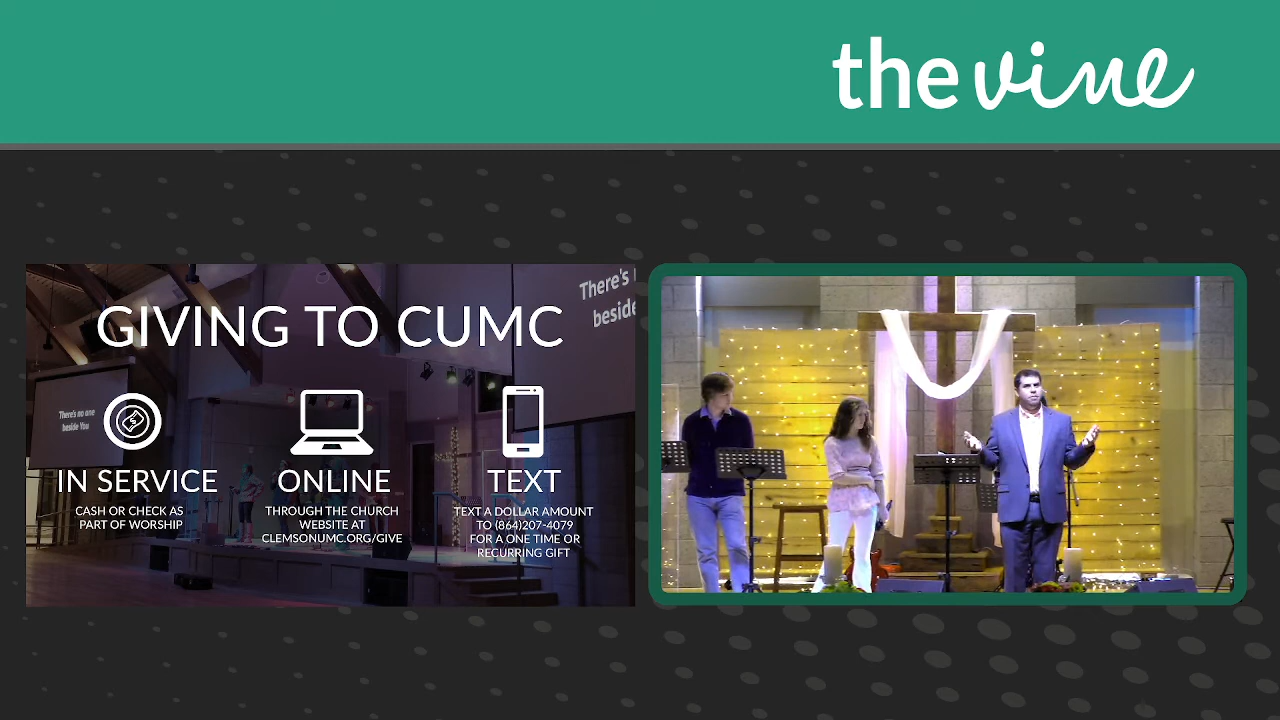 the vine
There's
beside
GIVING TO CUMC
There's no one
beside You
IN SERVICE
CASH OR CHECK AS
PART OF WORSHIP
ONLINE
THROUGH THE CHURCH
WEBSITE AT
CLEMSONUMC.ORG/GIVE
TEXT
TEXT A DOLLAR AMOUNT
TO (864)207-4079
FOR A ONE TIME OR
RECURRING GIFT